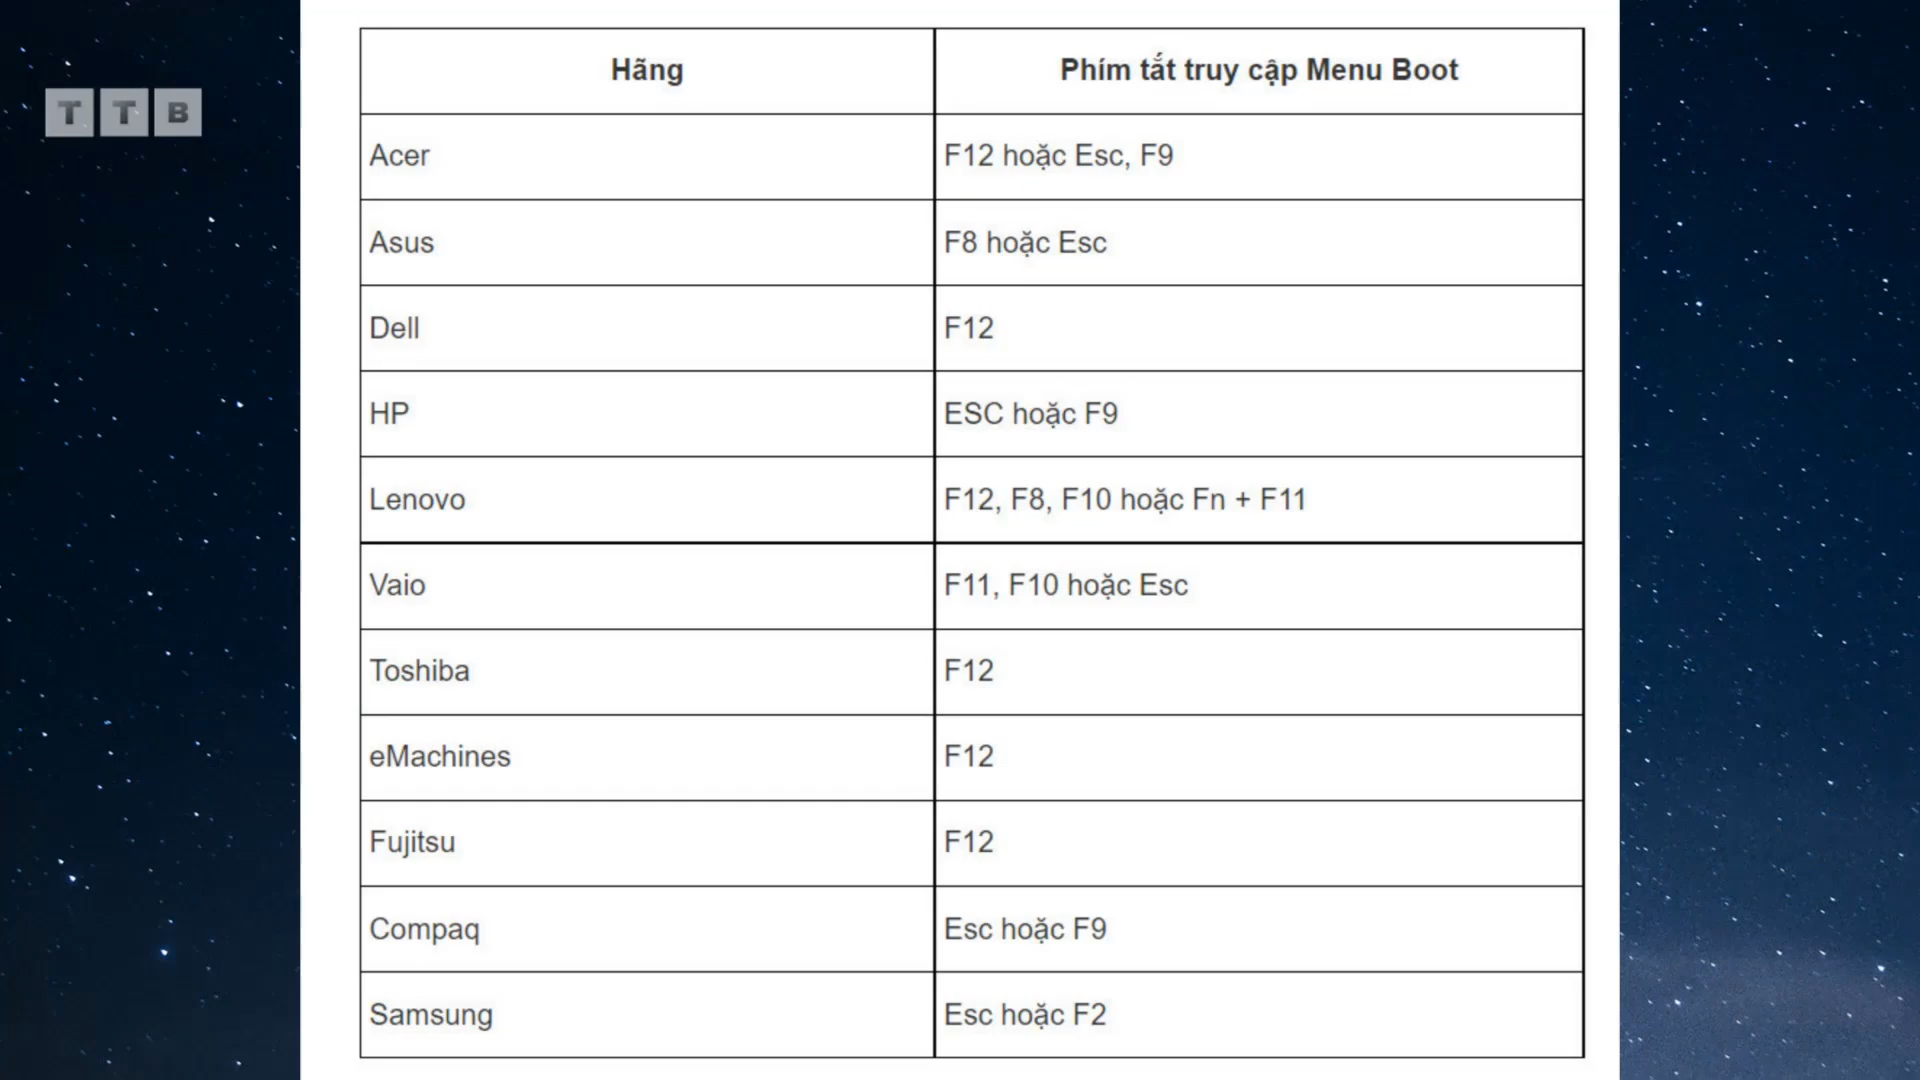 TTB
Hãng Phím tắt truy cập Menu Boot
Acer F12 hoặc Esc, F9
Asus F8 hoặc Esc
Dell F12
HP ESC hoặc F9
Lenovo F12, F8, F10 hoặc Fn + F11
Vaio F11, F10 hoặc Esc
Toshiba F12
eMachines F12
Fujitsu F12
Compaq Esc hoặc F9
Samsung Esc hoặc F2